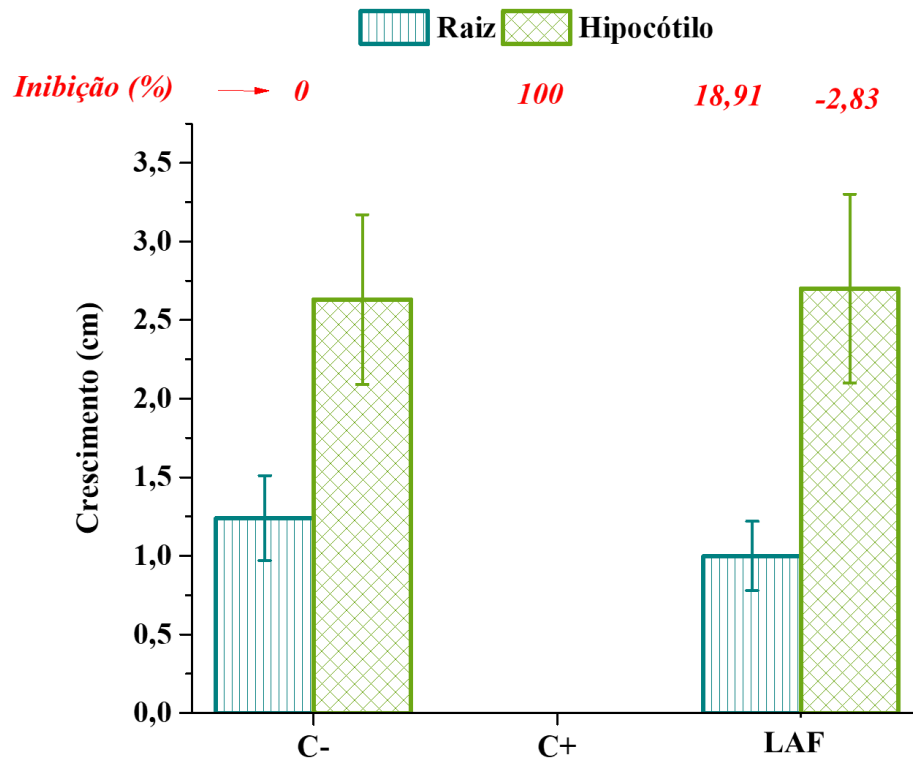 Raiz Hipocótilo
Inibição (%) 0 100 18,91 -2,83
3,5
3,0
2,5
2,0
1,5
1,0
0,5
0,0
Crescimento (cm)
C- C+ LAF